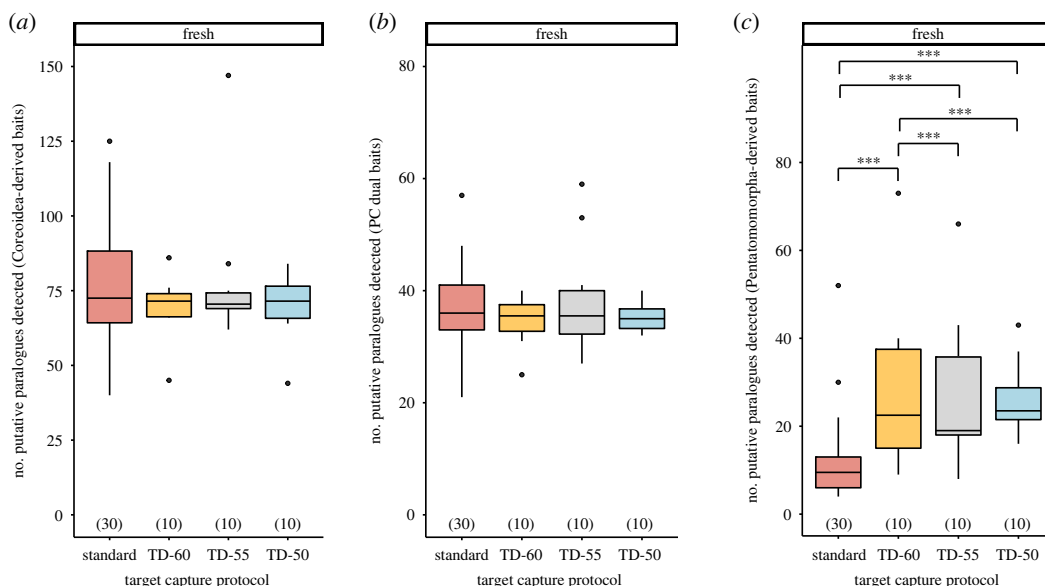 (a)
fresh
no. putative paralogues detected (Coreoidea-derived baits)
150
125
100
75
50
25
0
(30) (10) (10) (10)
standard TD-60 TD-55 TD-50
target capture protocol
(b)
fresh
no. putative paralogues detected (PC dual baits)
80
60
40
20
0
(30) (10) (10) (10)
standard TD-60 TD-55 TD-50
target capture protocol
(c)
fresh
no. putative paralogues detected (Pentatomomorpha-derived baits)
***
***
***
***
***
80
60
40
20
0
(30) (10) (10) (10)
standard TD-60 TD-55 TD-50
target capture protocol